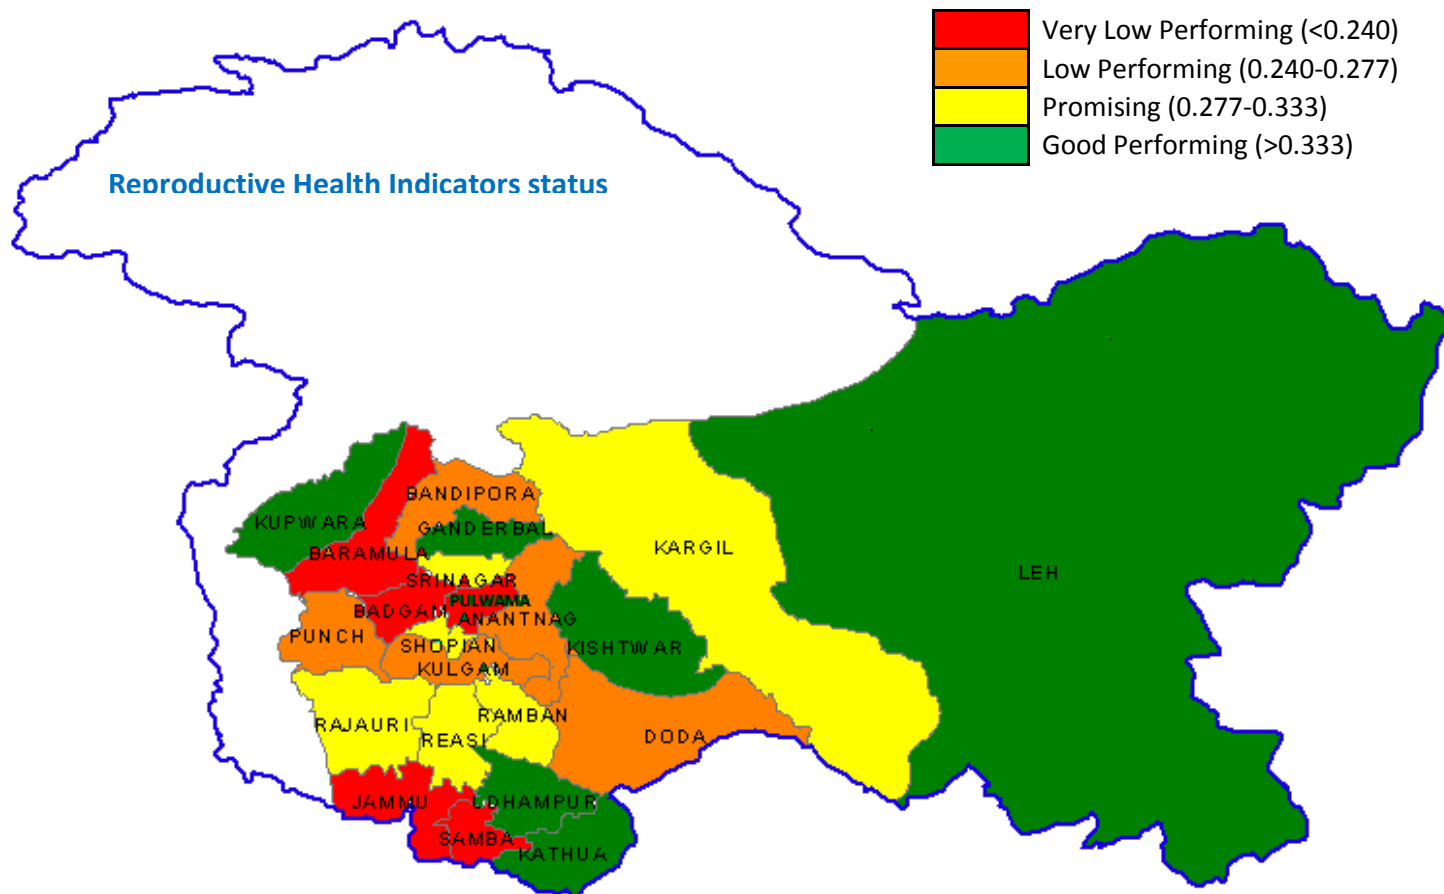 Very Low Performing (<0.240)
Low Performing (0.240-0.277)
Promising (0.277-0.333)
Good Performing (>0.333)
Reproductive Health Indicators status
BANDIPORA
KUPWARA
GANDERBAL
BARAMULA
KARGIL
SRINAGAR
LEH
PULWAMA
BADGAM
ANANTNAG
PUNCH
SHOPIAN
KISHTWAR
KULGAM
RAMBAN
RAJAURI
REASI
DODA
JAMMU
UDHAMPUR
SAMBA
KATHUA